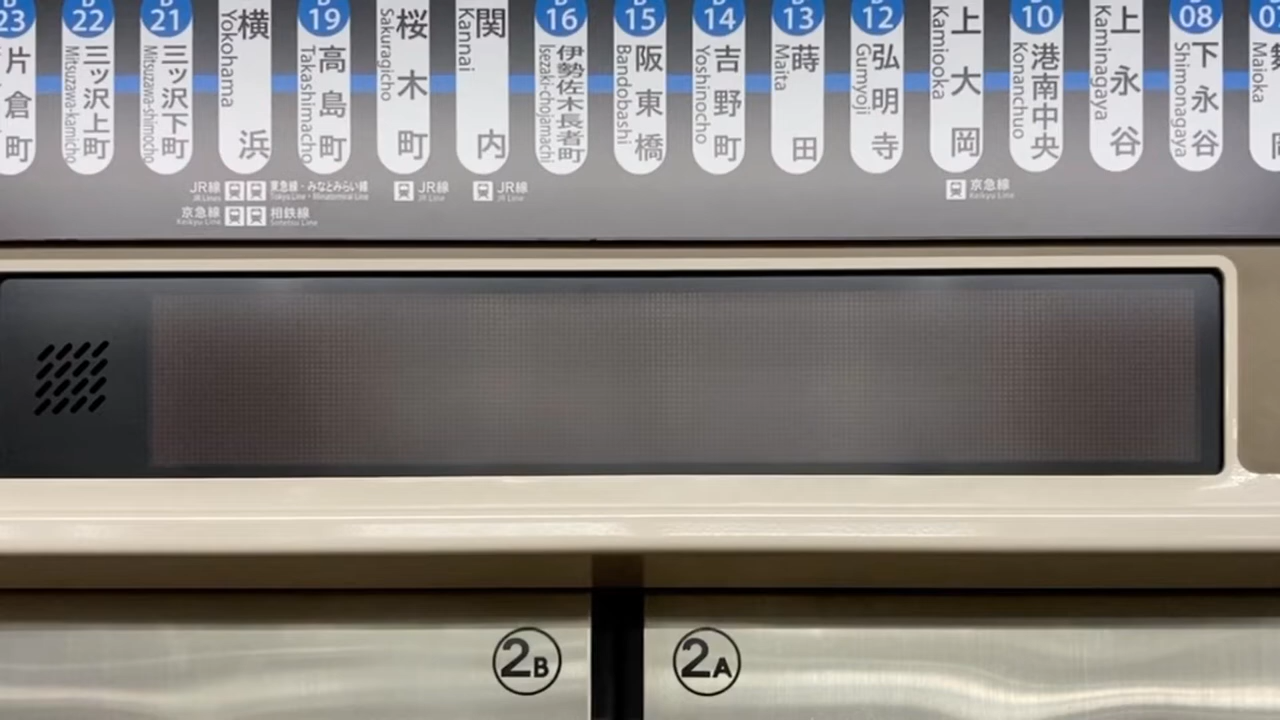 23
片倉町
22
三ッ沢上町
Mitsuzawa-kamicho
21
三ッ沢下町
Mitsuzawa-shimocho
横浜
Yokohama
19
高島町
Takashimacho
桜木町
Sakuragicho
関内
Kannai
16
伊勢佐木長者町
Isezaki-chojamachi
15
阪東橋
Bandobashi
14
吉野町
Yoshinocho
13
蒔田
Maita
12
弘明寺
Gumyoji
上大岡
Kamiooka
10
港南中央
Konanchuo
上永谷
Kaminagaya
08
下永谷
Shimonagaya
Maioka
JR線
JR Lines
東急線・みなとみらい線
Tokyu Line・Minatomirai Line
京急線
Keikyu Line
相鉄線
Sotetsu Line
JR線
JR Line
JR線
JR Line
京急線
Keikyu Line
2B
2A